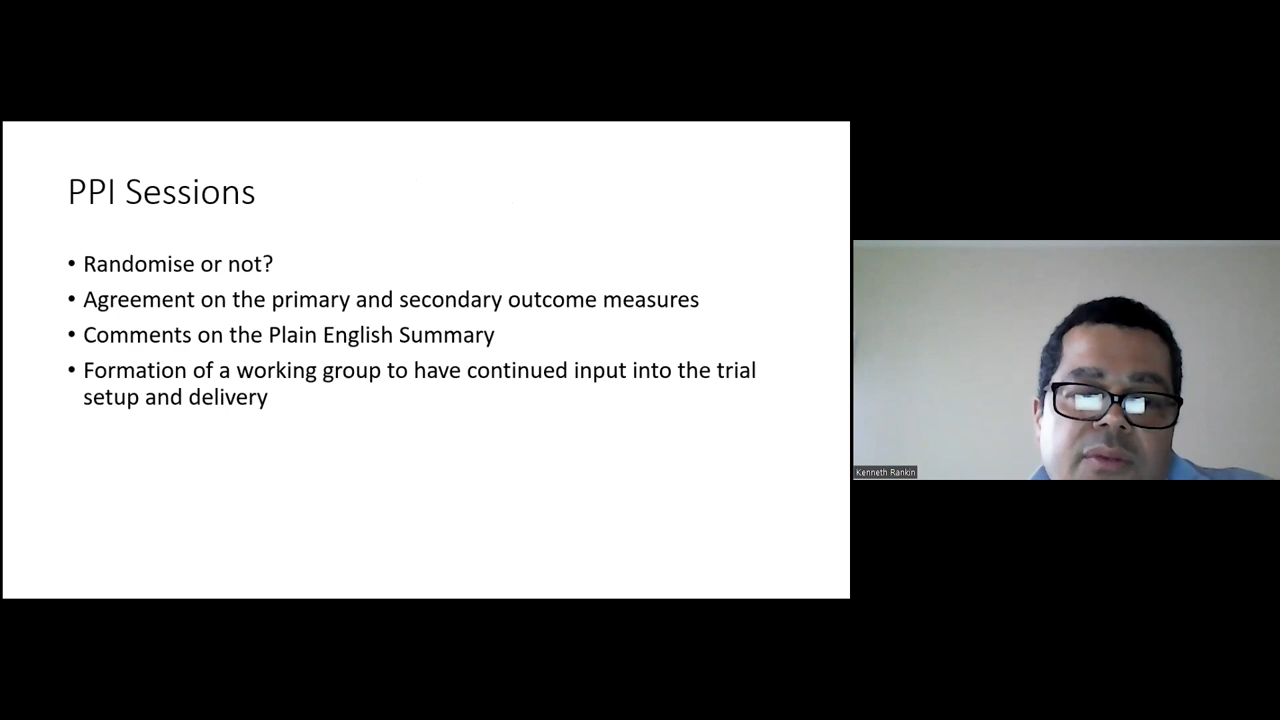 PPI Sessions
• Randomise or not?
• Agreement on the primary and secondary outcome measures
• Comments on the Plain English Summary
• Formation of a working group to have continued input into the trial
setup and delivery
Kenneth Rankin